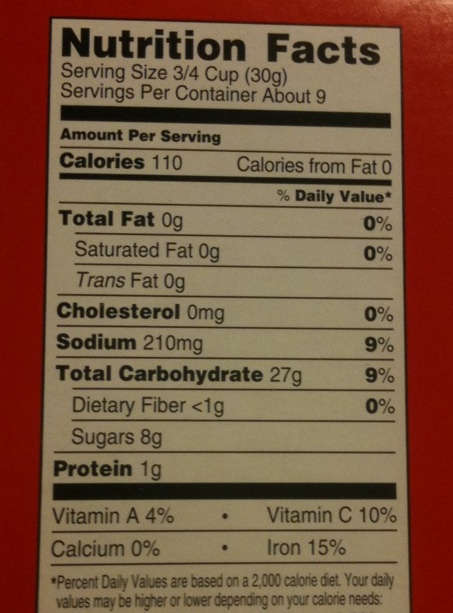 Nutrition Facts
Serving Size 3/4 Cup (30g)
Servings Per Container About 9
Amount Per Serving
Calories 110 Calories from Fat 0
% Daily Value*
Total Fat 0g 0%
Saturated Fat 0g 0%
Trans Fat 0g
Cholesterol 0mg 0%
Sodium 210mg 9%
Total Carbohydrate 27g 9%
Dietary Fiber <1g 0%
Sugars 8g
Protein 1g
Vitamin A 4% • Vitamin C 10%
Calcium 0% • Iron 15%
*Percent Daily Values are based on a 2,000 calorie diet. Your daily
values may be higher or lower depending on your calorie needs: